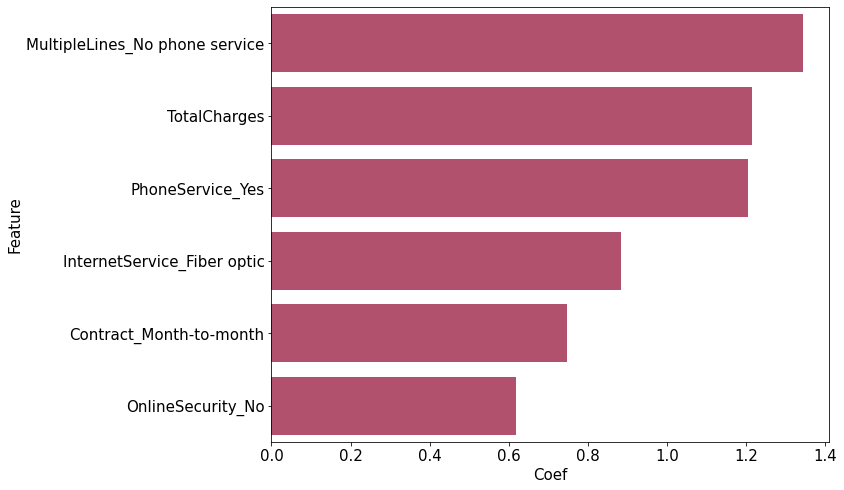 MultipleLines_No phone service
TotalCharges
PhoneService_Yes
InternetService_Fiber optic
Contract_Month-to-month
OnlineSecurity_No
Feature
0.0 0.2 0.4 0.6 0.8 1.0 1.2 1.4
Coef